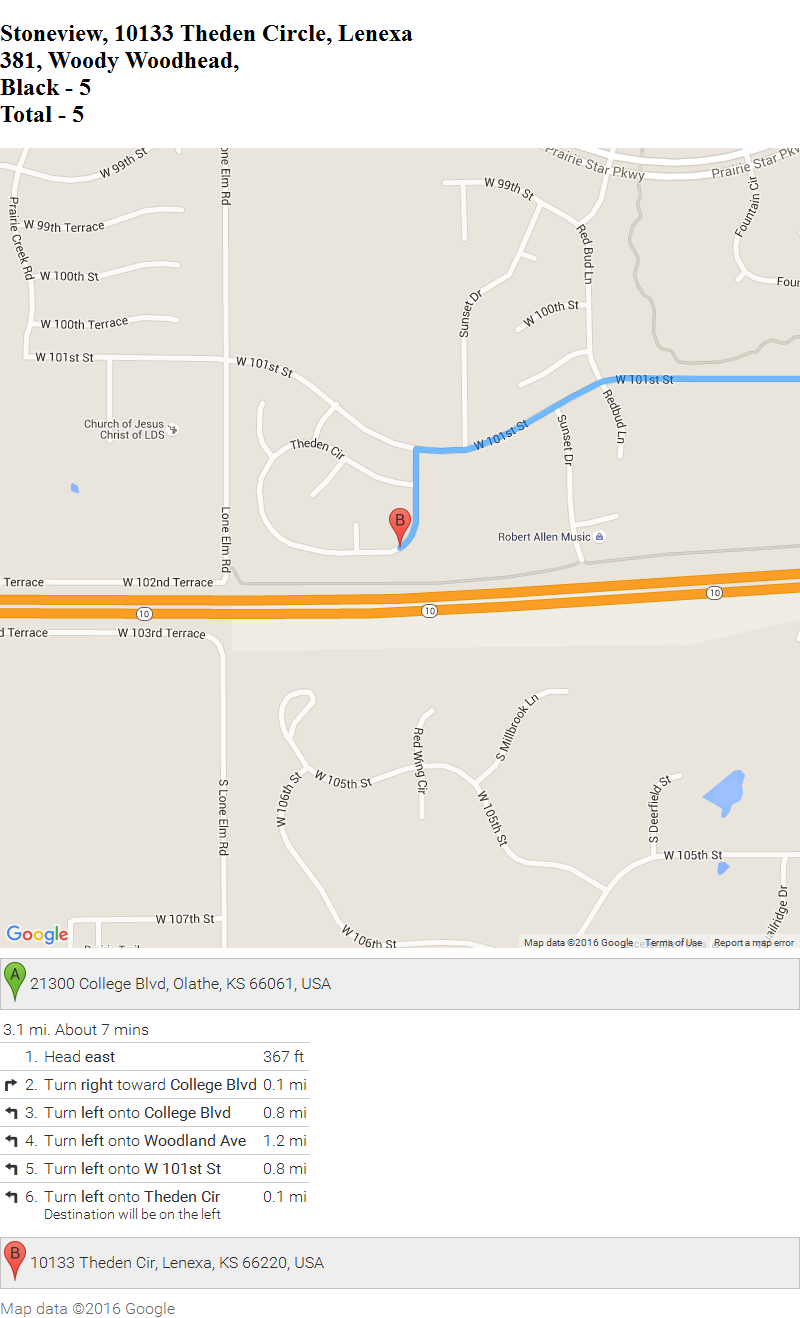 Stoneview, 10133 Theden Circle, Lenexa
381, Woody Woodhead,
Black - 5
Total - 5
W 99th St
one Elm Rd
Prairie Star Pkwy
Prairie Star Pkwy
W 99th St
Fountain Cir
Prairie Creek Rd
W 99th Terrace
Red Bud Ln
W 100th St
Four
Sunset Dr
W 100th St
W 100th Terrace
W 101st St
W 101st St
W 101st St
Redbud Ln
Church of Jesus
Christ of LDS
Theden Cir
W 101st St
Sunset Dr
B
Lone Elm Rd
Robert Allen Music
Terrace
W 102nd Terrace
10
10
10
d Terrace
W 103rd Terrace
S Millbrook Ln
Red Wing Cir
W 105th St
W 106th St
S Lone Elm Rd
W 105th St
S Deerfield St
W 105th St
ailridge Dr
W 107th St
W 106th St
Google
Prairie Trail
Map data ©2016 Google
Terms of Use
Report a map error
A
21300 College Blvd, Olathe, KS 66061, USA
3.1 mi. About 7 mins
1. Head east 367 ft
2. Turn right toward College Blvd 0.1 mi
3. Turn left onto College Blvd 0.8 mi
4. Turn left onto Woodland Ave 1.2 mi
5. Turn left onto W 101st St 0.8 mi
6. Turn left onto Theden Cir 0.1 mi
Destination will be on the left
B
10133 Theden Cir, Lenexa, KS 66220, USA
Map data ©2016 Google